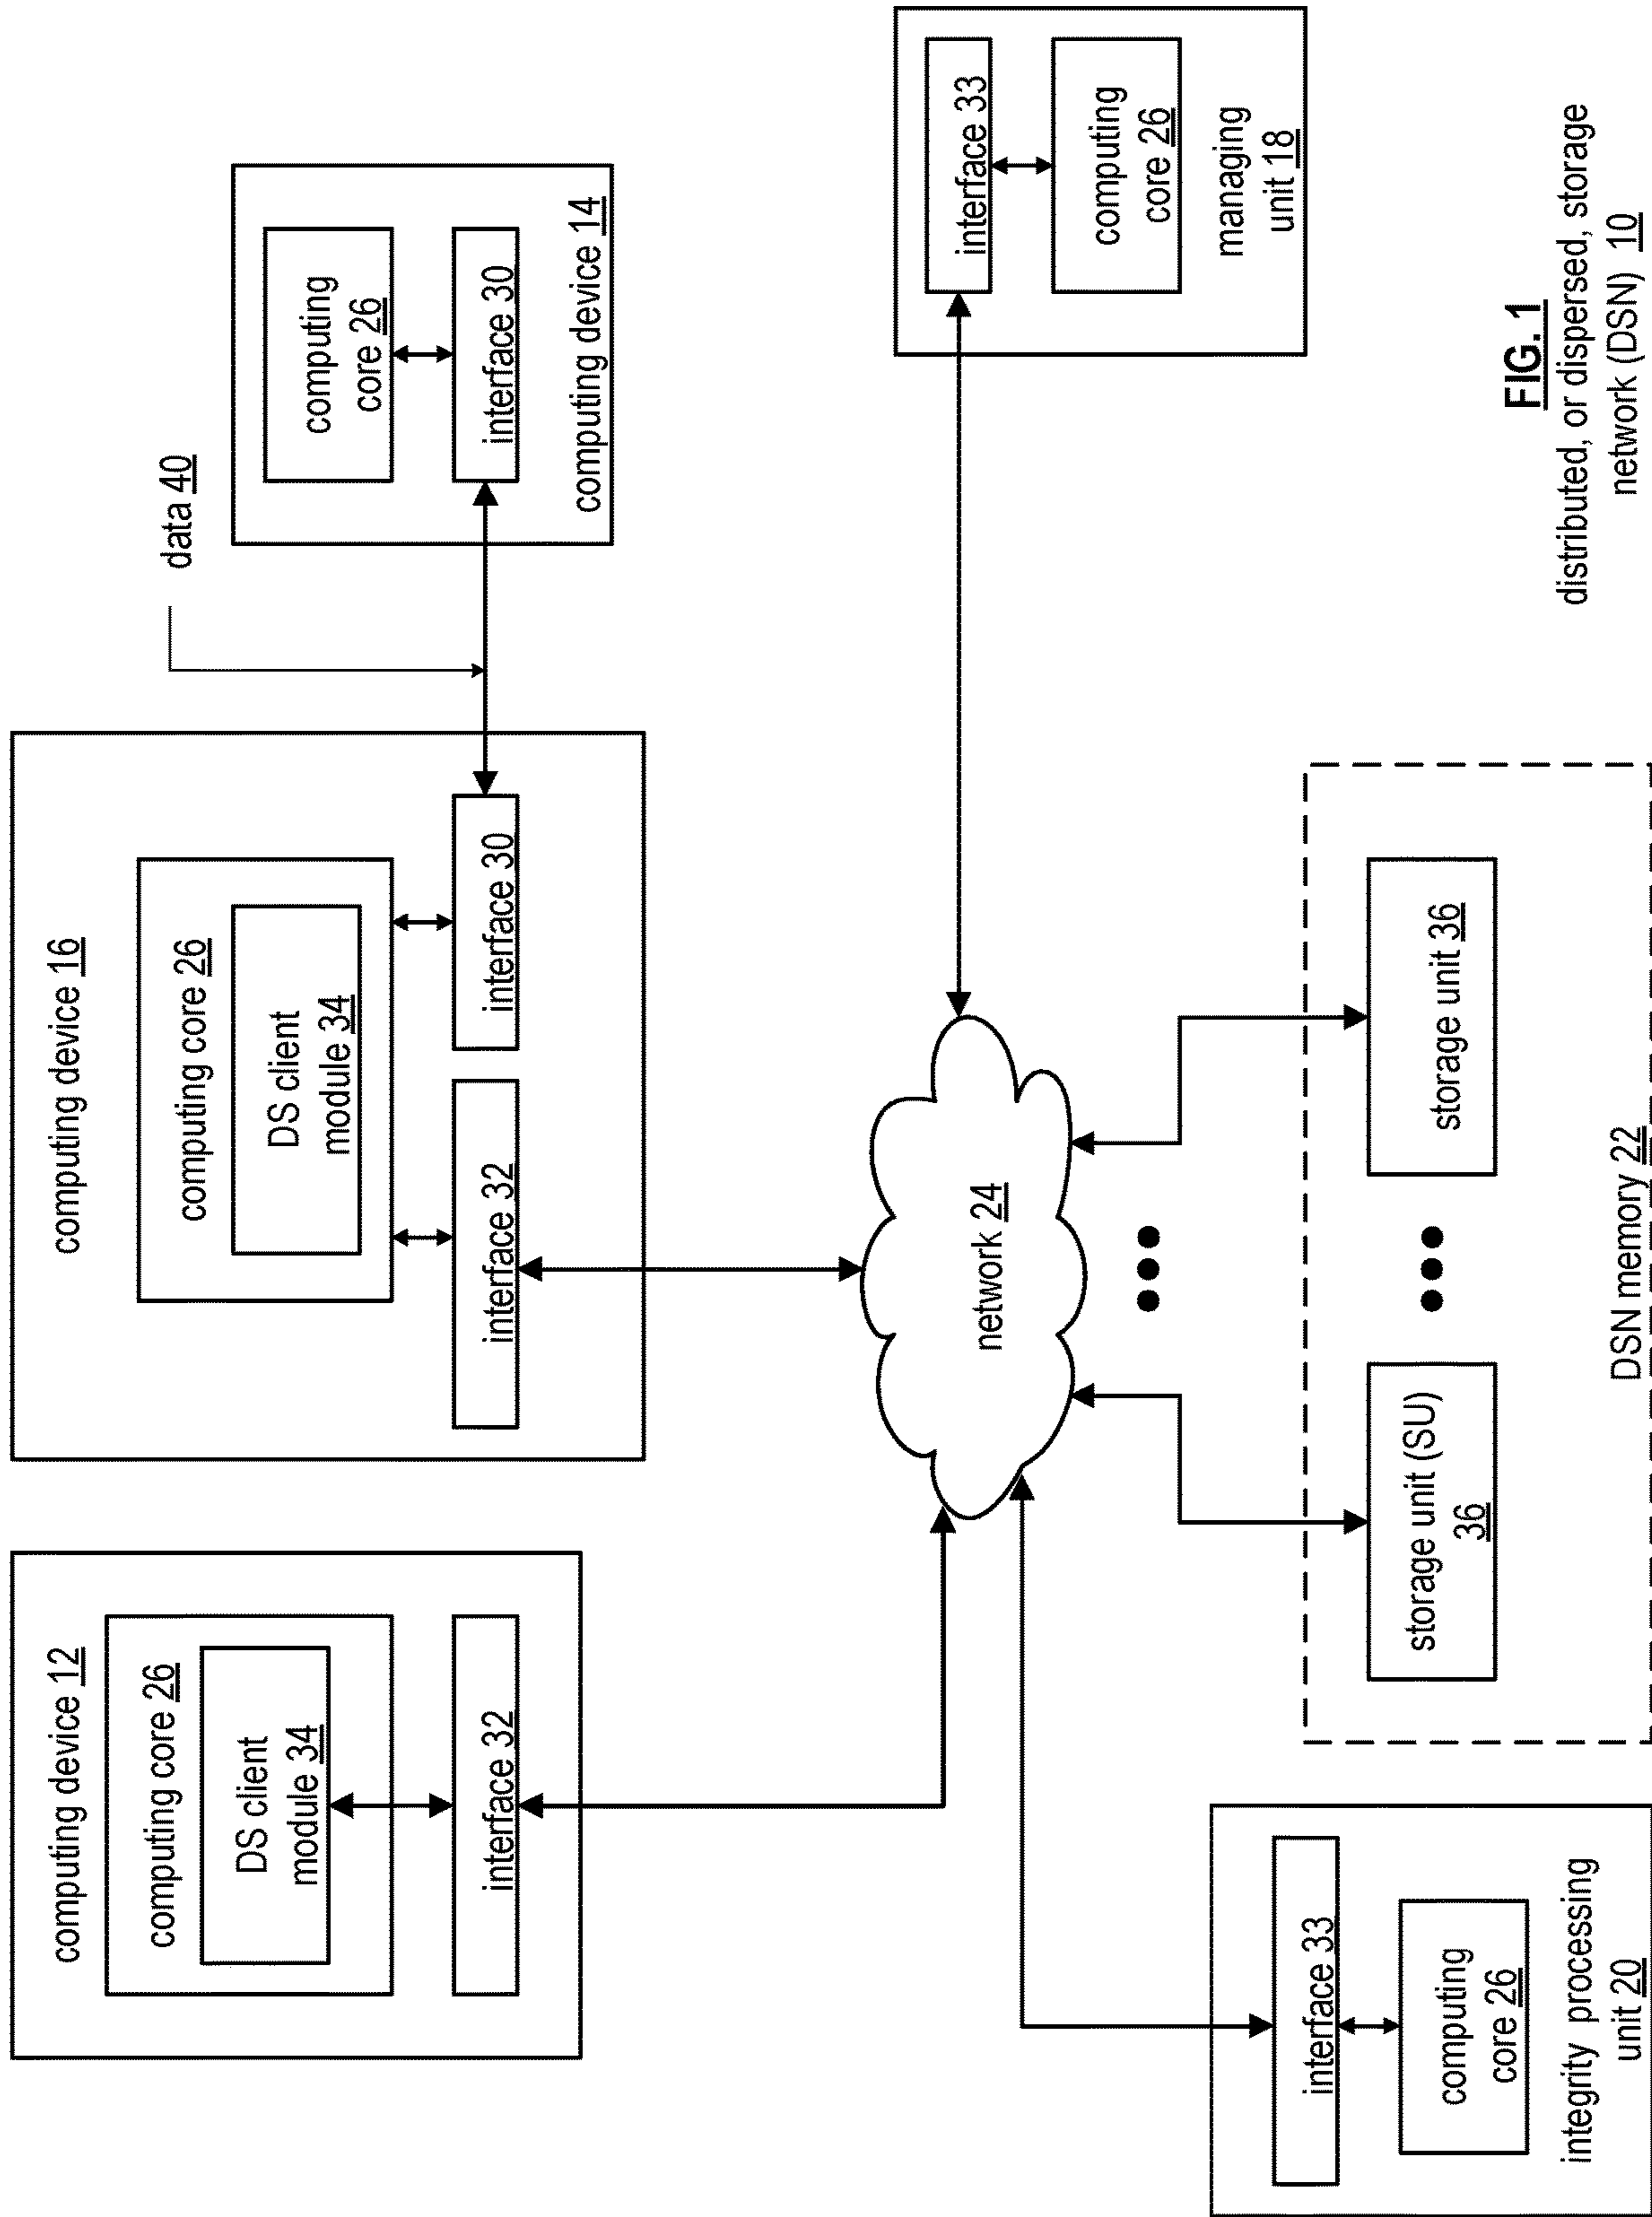 computing device 12
computing core 26
DS client
module 34
interface 32
computing device 16
computing core 26
DS client
module 34
interface 32
interface 30
data 40
computing
core 26
interface 30
computing device 14
network 24
interface 33
computing
core 26
managing
unit 18
interface 33
computing
core 26
integrity processing
unit 20
storage unit (SU)
36
storage unit 36
DSN memory 22
FIG. 1
distributed, or dispersed, storage
network (DSN) 10